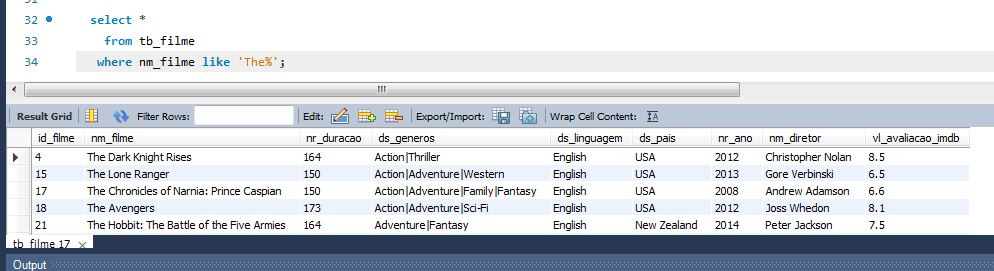 32 select *
33 from tb_filme
34 where nm_filme like 'The%';
Result Grid Filter Rows: Edit: Export/Import: Wrap Cell Content:
id_filme nm_filme nr_duracao ds_generos ds_linguagem ds_pais nr_ano nm_diretor vl_avaliacao_imdb
4 The Dark Knight Rises 164 Action|Thriller English USA 2012 Christopher Nolan 8.5
15 The Lone Ranger 150 Action|Adventure|Western English USA 2013 Gore Verbinski 6.5
17 The Chronicles of Narnia: Prince Caspian 150 Action|Adventure|Family|Fantasy English USA 2008 Andrew Adamson 6.6
18 The Avengers 173 Action|Adventure|Sci-Fi English USA 2012 Joss Whedon 8.1
21 The Hobbit: The Battle of the Five Armies 164 Adventure|Fantasy English New Zealand 2014 Peter Jackson 7.5
tb_filme 17
Output